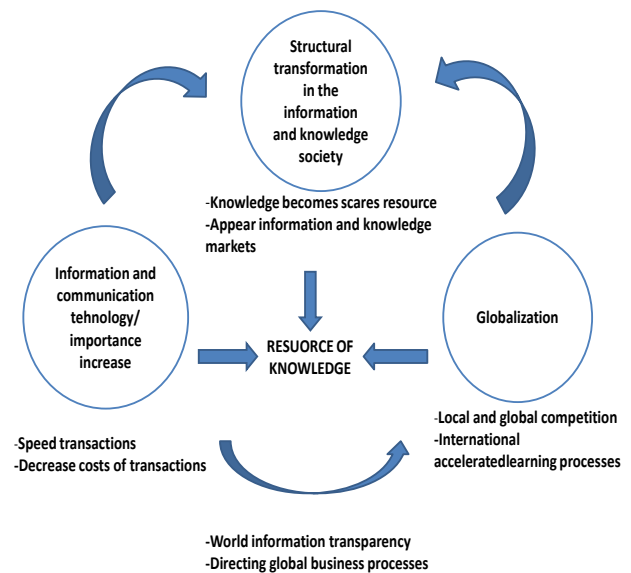 Structural
transformation
in the
information
and knowledge
society
-Knowledge becomes scares resource
-Appear information and knowledge
markets
Information and
communication
tehnology/
importance
increase
Globalization
RESUORCE OF
KNOWLEDGE
-Speed transactions
-Decrease costs of transactions
-Local and global competition
-International
acceleratedlearning processes
-World information transparency
-Directing global business processes